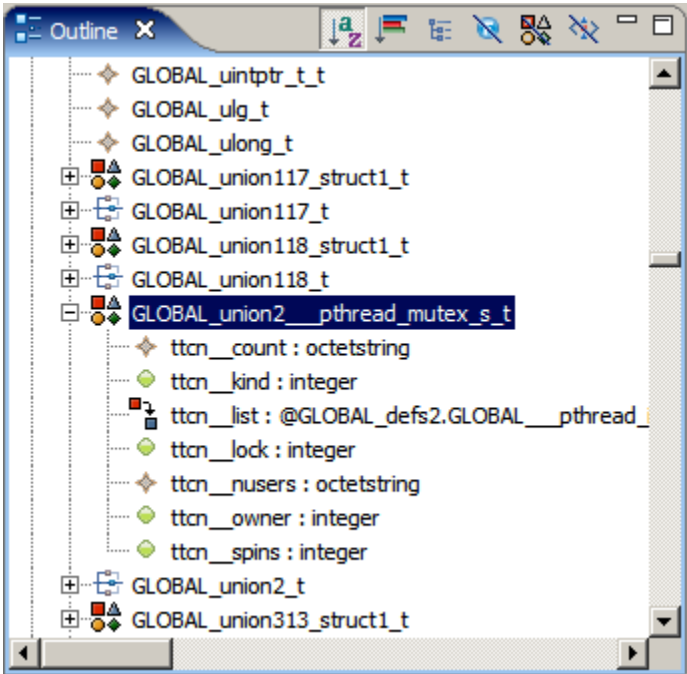 Outline
GLOBAL_uintptr_t_t
GLOBAL_ulg_t
GLOBAL_ulong_t
GLOBAL_union117_struct1_t
GLOBAL_union117_t
GLOBAL_union118_struct1_t
GLOBAL_union118_t
GLOBAL_union2___pthread_mutex_s_t
ttcn__count : octetstring
ttcn__kind : integer
ttcn__list : @GLOBAL_defs2.GLOBAL___pthread_
ttcn__lock : integer
ttcn__nusers : octetstring
ttcn__owner : integer
ttcn__spins : integer
GLOBAL_union2_t
GLOBAL_union313_struct1_t